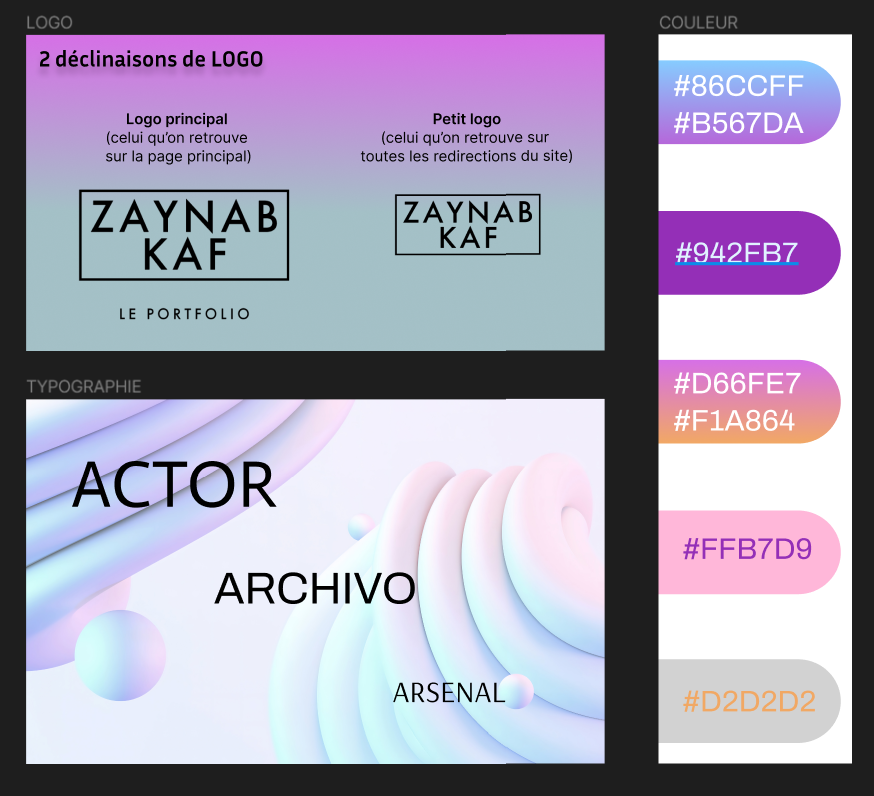 LOGO
2 déclinaisons de LOGO
Logo principal
(celui qu'on retrouve
sur la page principal)
ZAYNAB
KAF
LE PORTFOLIO
Petit logo
(celui qu'on retrouve sur
toutes les redirections du site)
ZAYNAB
KAF
TYPOGRAPHIE
ACTOR
ARCHIVO
ARSENAL
COULEUR
#86CCFF
#B567DA
#942FB7
#D66FE7
#F1A864
#FFB7D9
#D2D2D2